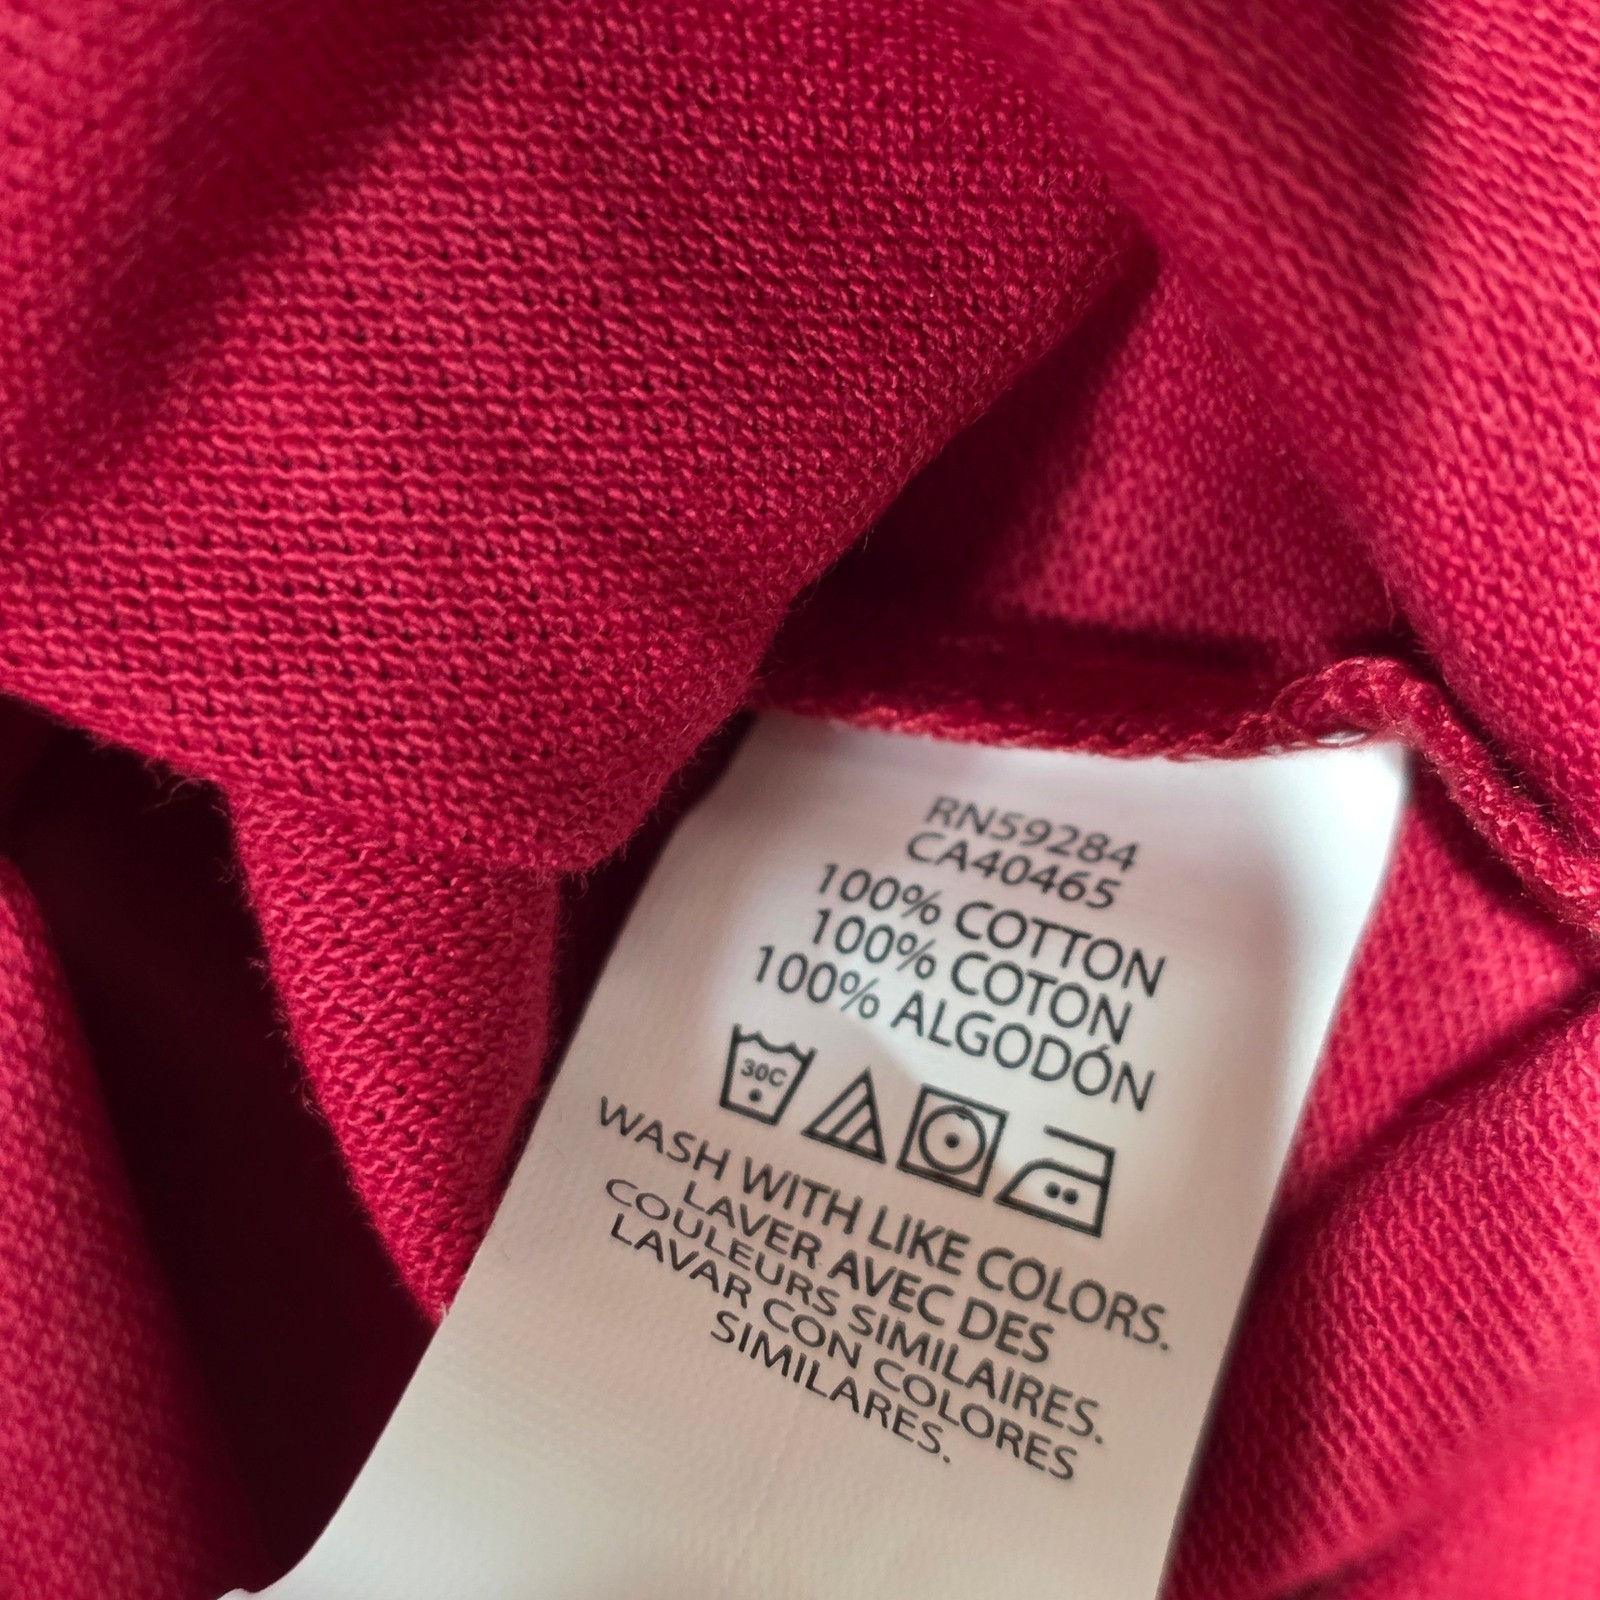 RN59284
CA40465
100% COTTON
100% COTON
100% ALGODÓN
30C
WASH WITH LIKE COLORS.
LAVER AVEC DES
COULEURS SIMILAIRES.
LAVAR CON COLORES
SIMILARES.